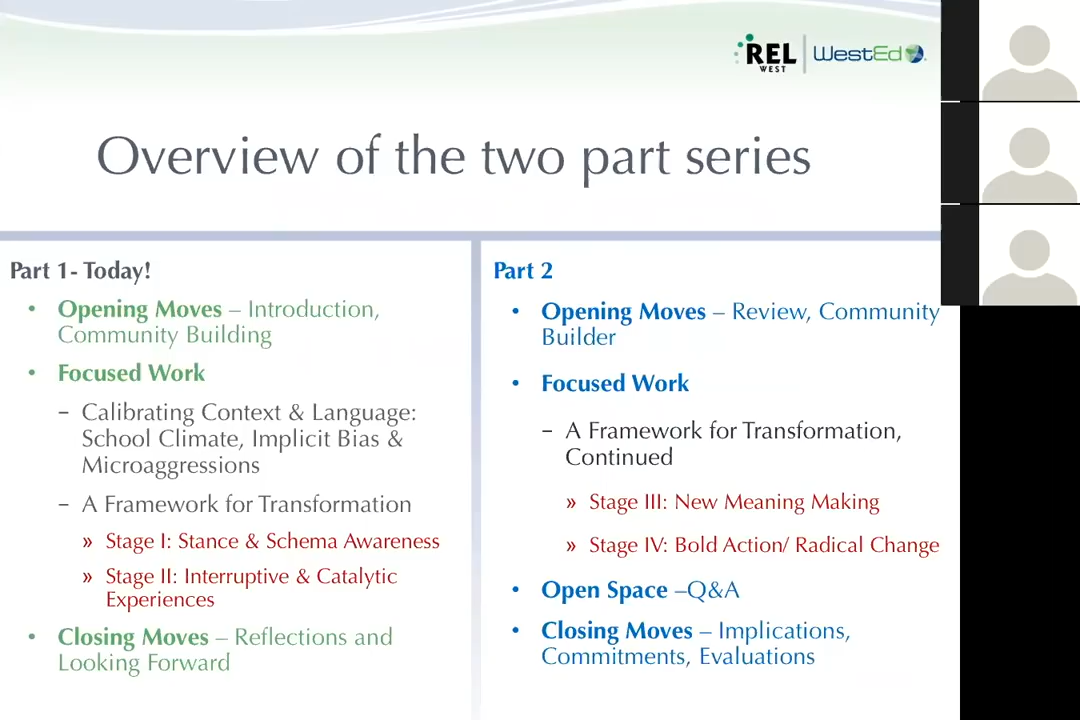 REL
WEST
WestEd
Overview of the two part series
Part 1- Today!
• Opening Moves – Introduction,
Community Building
• Focused Work
– Calibrating Context & Language:
School Climate, Implicit Bias &
Microaggressions
– A Framework for Transformation
» Stage I: Stance & Schema Awareness
» Stage II: Interruptive & Catalytic
Experiences
• Closing Moves – Reflections and
Looking Forward
Part 2
• Opening Moves – Review, Community
Builder
• Focused Work
– A Framework for Transformation,
Continued
» Stage III: New Meaning Making
» Stage IV: Bold Action/ Radical Change
• Open Space –Q&A
• Closing Moves – Implications,
Commitments, Evaluations